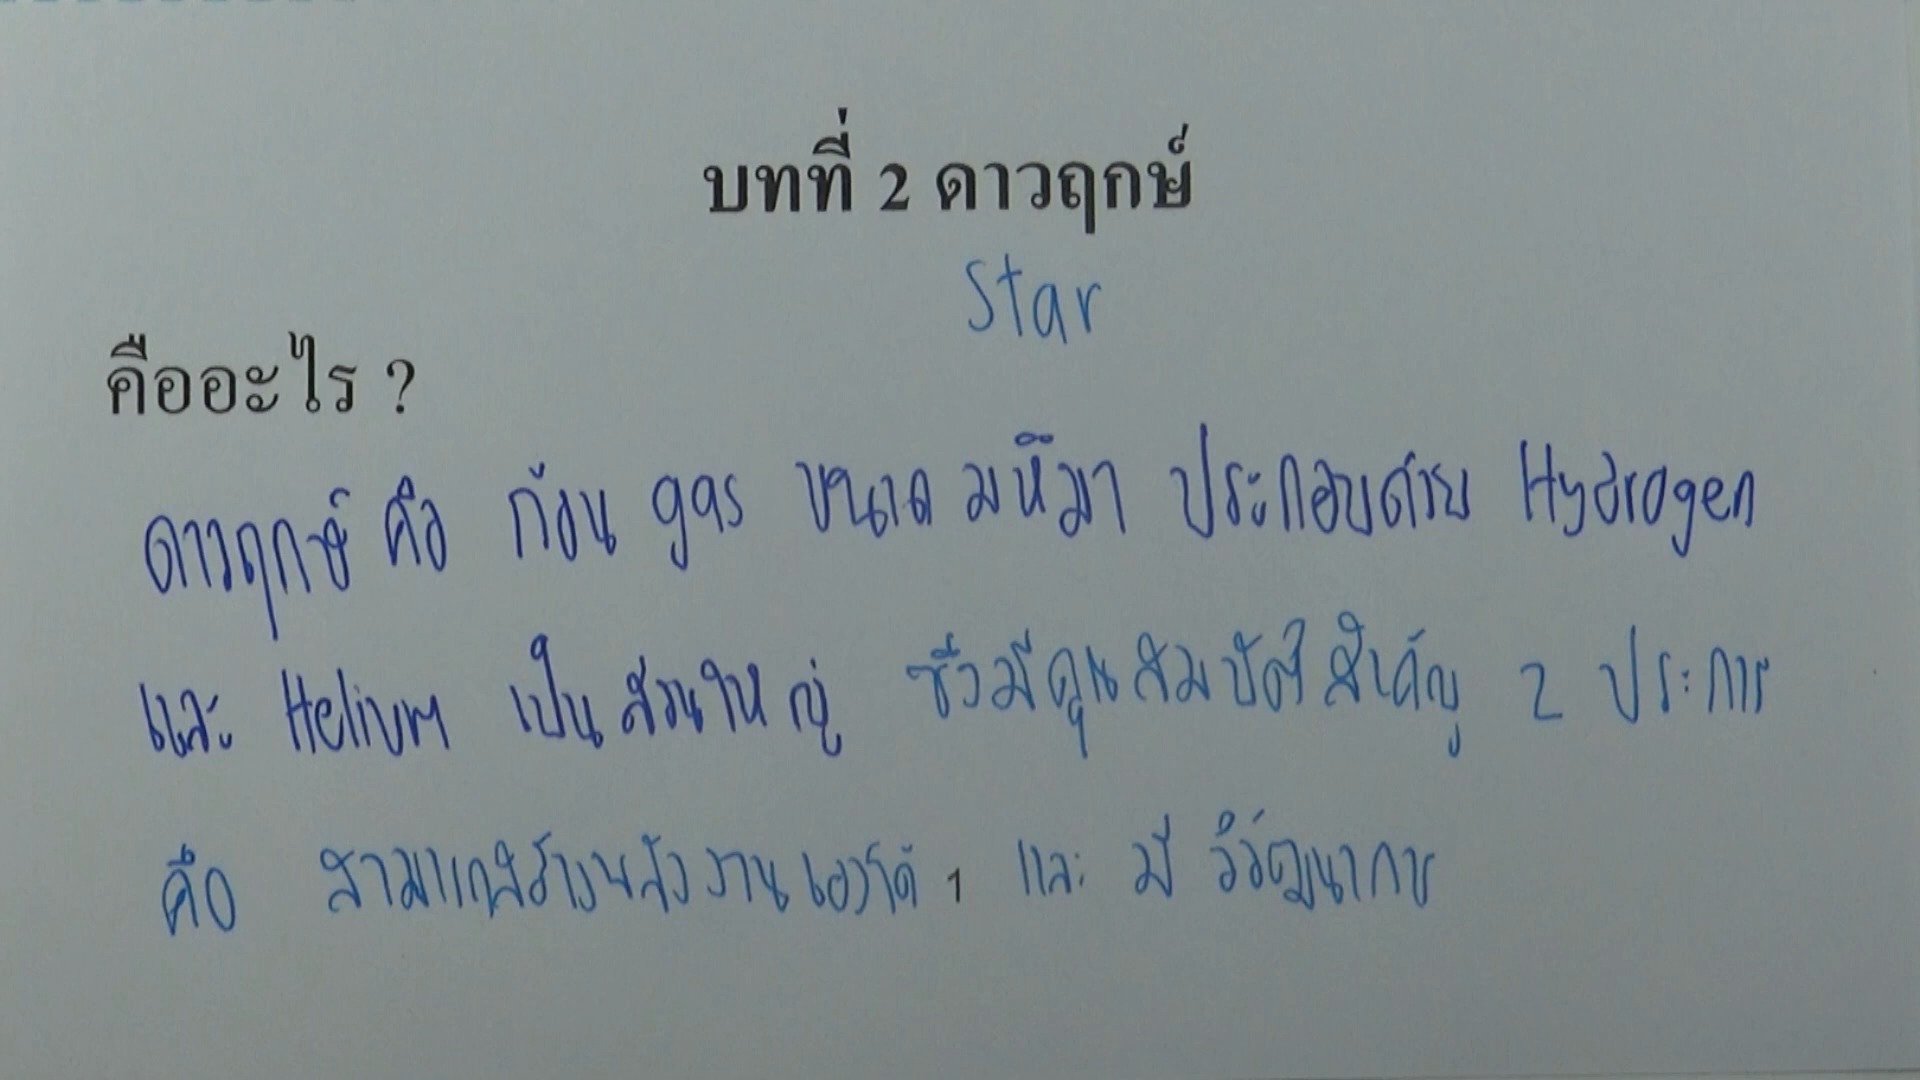 บทที่ 2 ดาวฤกษ์
Star
คืออะไร ?
ดาวฤกษ์ คือ ก้อน gas ขนาด มหึมา ประกอบด้วย Hydrogen
และ Helium เป็นส่วนใหญ่ ซึ่งมีคุณสมบัติสำคัญ 2 ประการ
คือ สามารถสร้างพลังงานเองได้ , และ มี วิวัฒนาการ